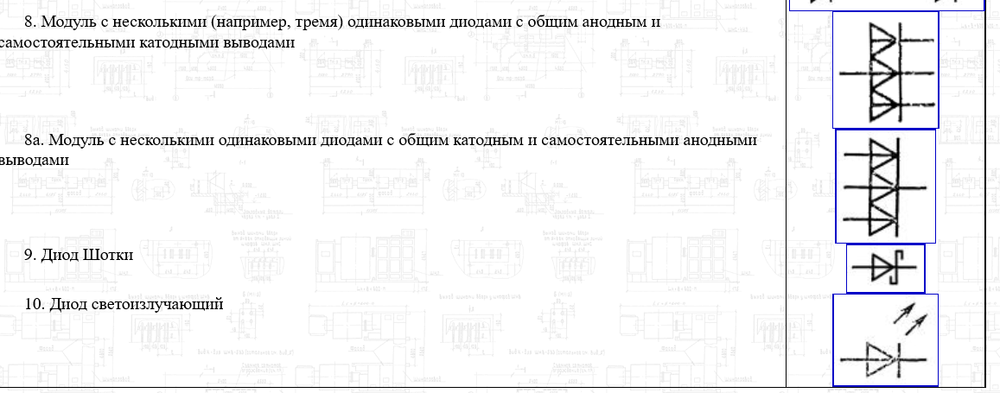 8. Модуль с несколькими (например, тремя) одинаковыми диодами с общим анодным и
самостоятельными катодными выводами
8а. Модуль с несколькими одинаковыми диодами с общим катодным и самостоятельными анодными
выводами
9. Диод Шотки
10. Диод светоизлучающий